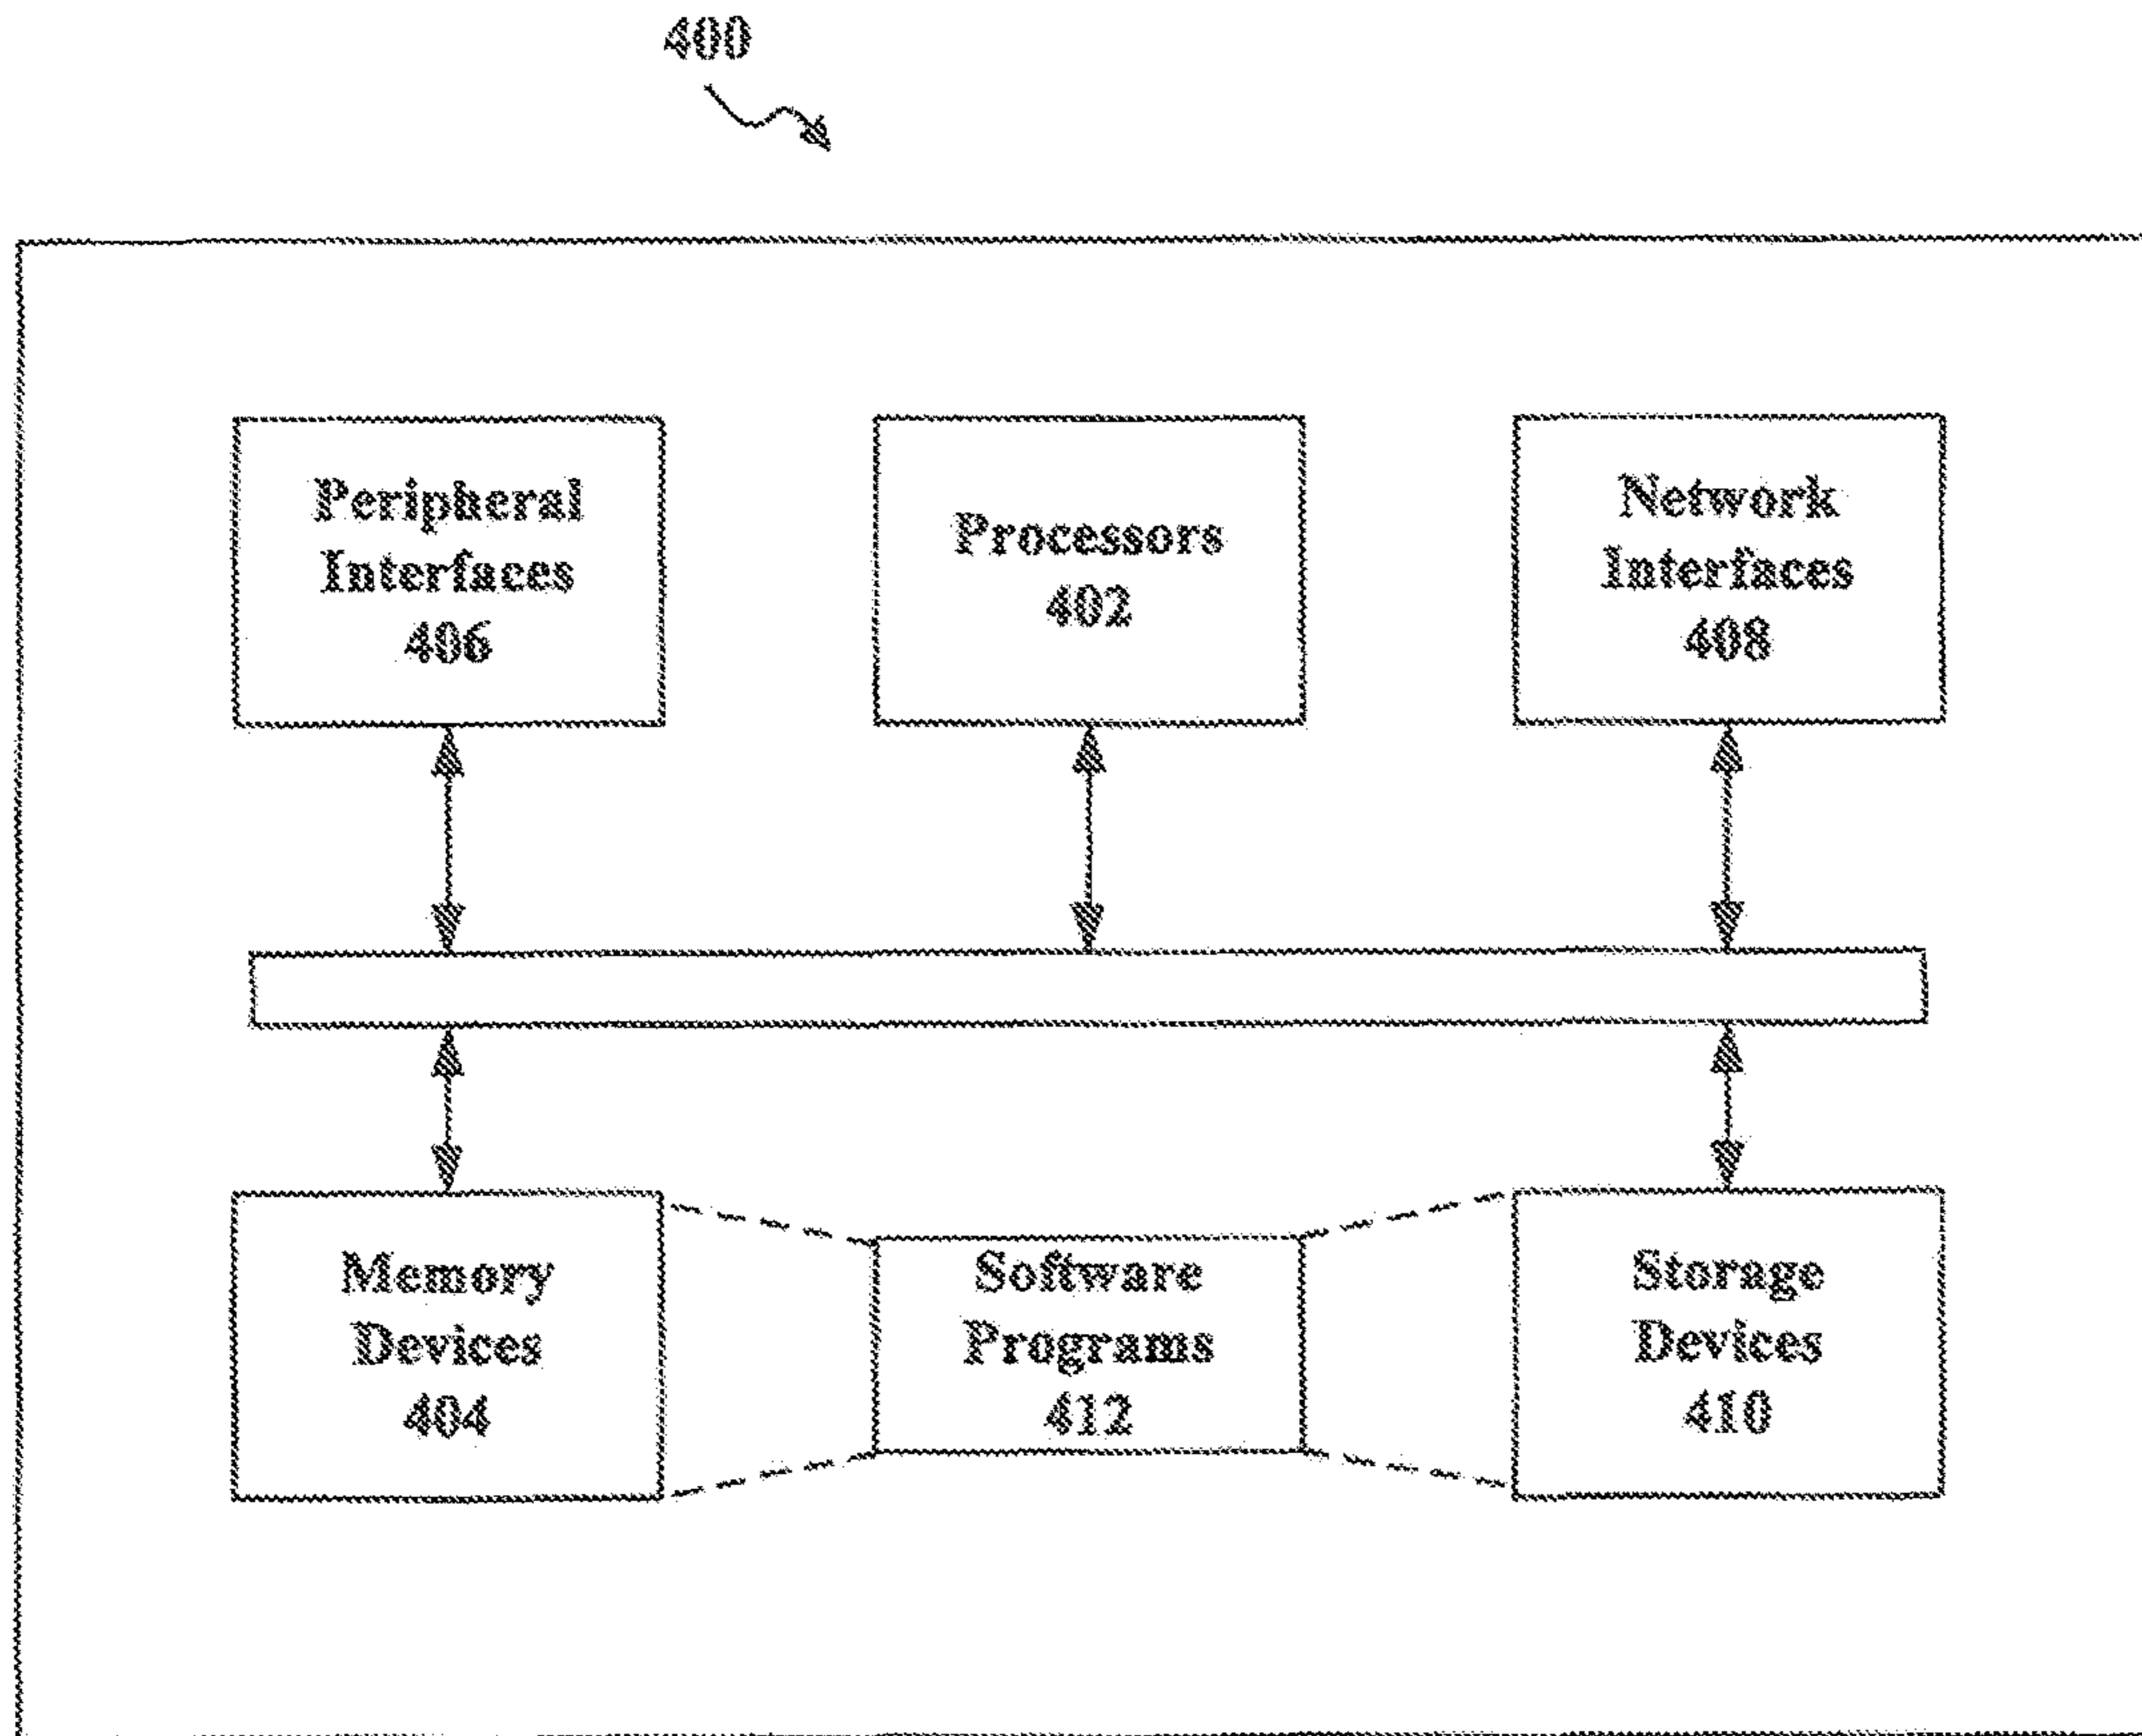 400
Peripheral
Interfaces
406
Processors
402
Network
Interfaces
408
Memory
Devices
404
Software
Programs
412
Storage
Devices
410